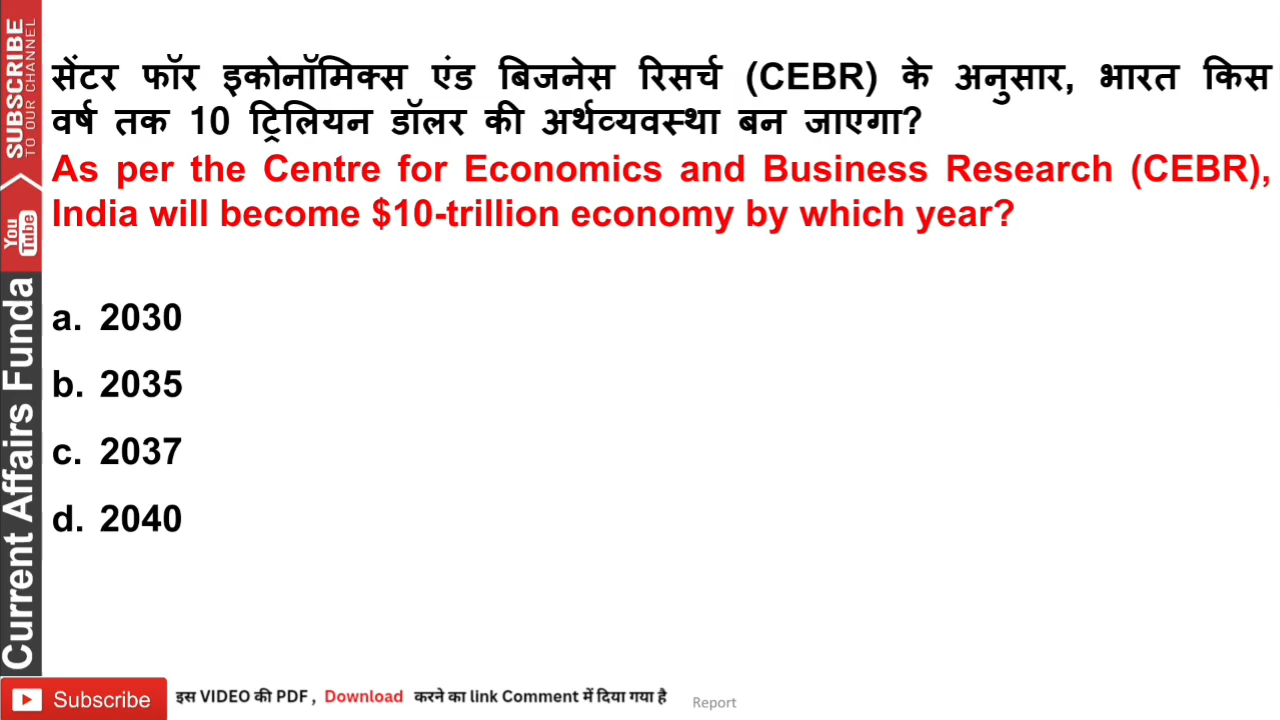 SUBSCRIBE
TO OUR CHANNEL
You
Tube
Current Affairs Funda
सेंटर फॉर इकोनॉमिक्स एंड बिजनेस रिसर्च (CEBR) के अनुसार, भारत किस
वर्ष तक 10 ट्रिलियन डॉलर की अर्थव्यवस्था बन जाएगा?
As per the Centre for Economics and Business Research (CEBR),
India will become $10-trillion economy by which year?
a. 2030
b. 2035
c. 2037
d. 2040
Subscribe इस VIDEO की PDF , Download करने का link Comment में दिया गया है Report